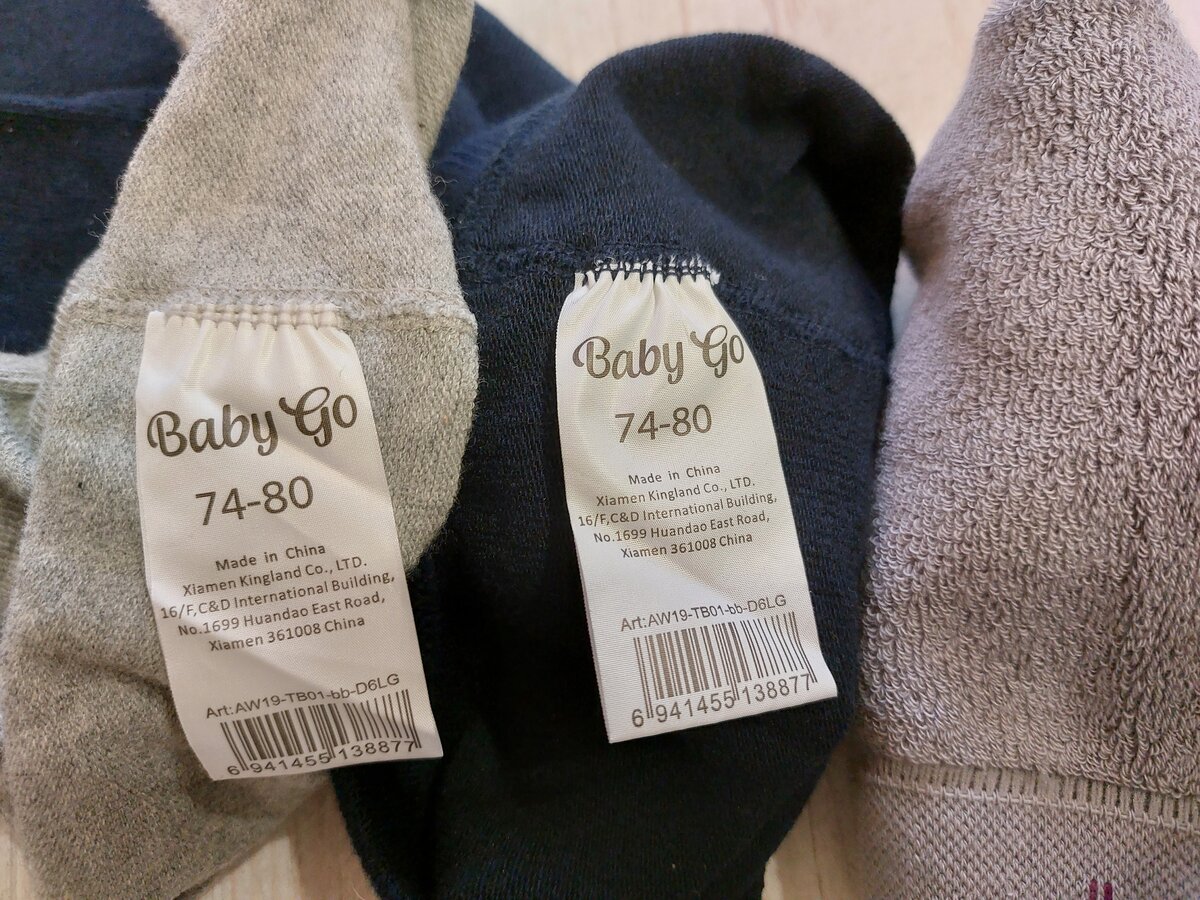 Baby Go
74-80
Made in China
Xiamen Kingland Co., LTD.
16/F,C&D International Building,
No.1699 Huandao East Road,
Xiamen 361008 China
Art:AW19-TB01-bb-D6LG
6 941455 138877
Baby Go
74-80
Made in China
Xiamen Kingland Co., LTD.
16/F,C&D International Building,
No.1699 Huandao East Road,
Xiamen 361008 China
Art:AW19-TB01-bb-D6LG
6 941455 138877